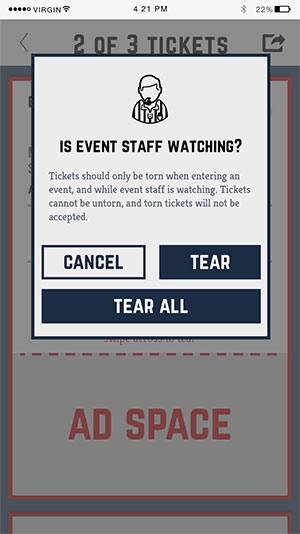 VIRGIN 4 21 PM 22%
2 OF 3 TICKETS
IS EVENT STAFF WATCHING?
Tickets should only be torn when entering an
event, and while event staff is watching. Tickets
cannot be untorn, and torn tickets will not be
accepted.
CANCEL TEAR
TEAR ALL
swipe across to tear
AD SPACE